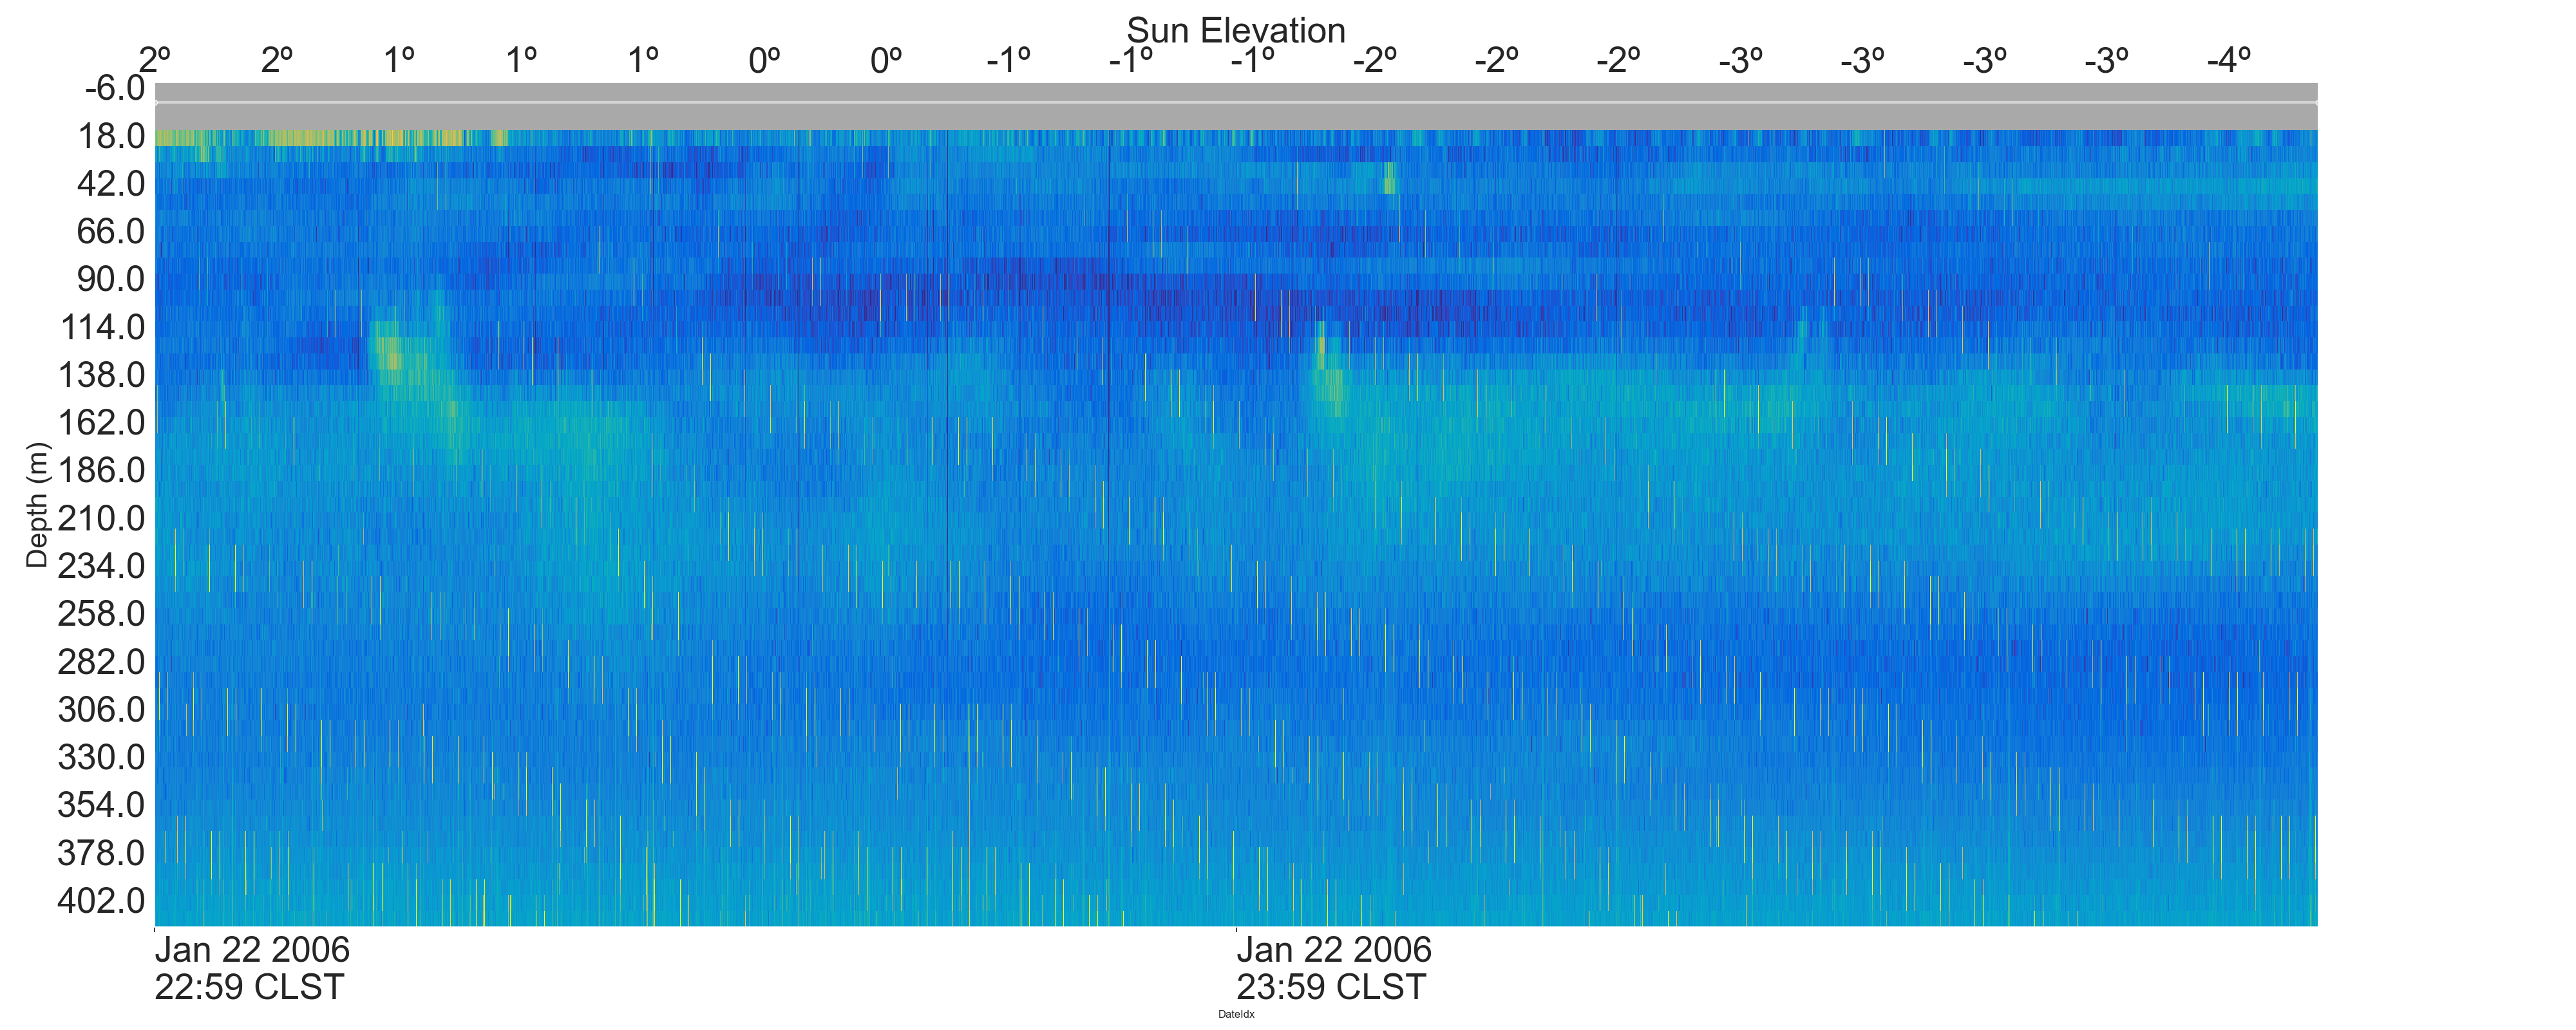 Sun Elevation
2º 2º 1º 1º 1º 0º 0º -1º -1º -1º -2º -2º -2º -3º -3º -3º -3º -4º
-6.0
18.0
42.0
66.0
90.0
114.0
138.0
162.0
186.0
210.0
234.0
258.0
282.0
306.0
330.0
354.0
378.0
402.0
Depth (m)
Jan 22 2006
22:59 CLST
Jan 22 2006
23:59 CLST
DateIdx